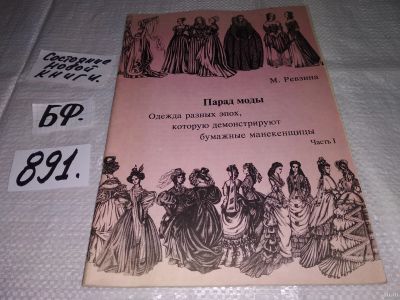 Состояние
новой
книги.
БФ.
891.
М. Ревзина
Парад моды
Одежда разных эпох,
которую демонстрируют
бумажные манекенщицы
Часть I